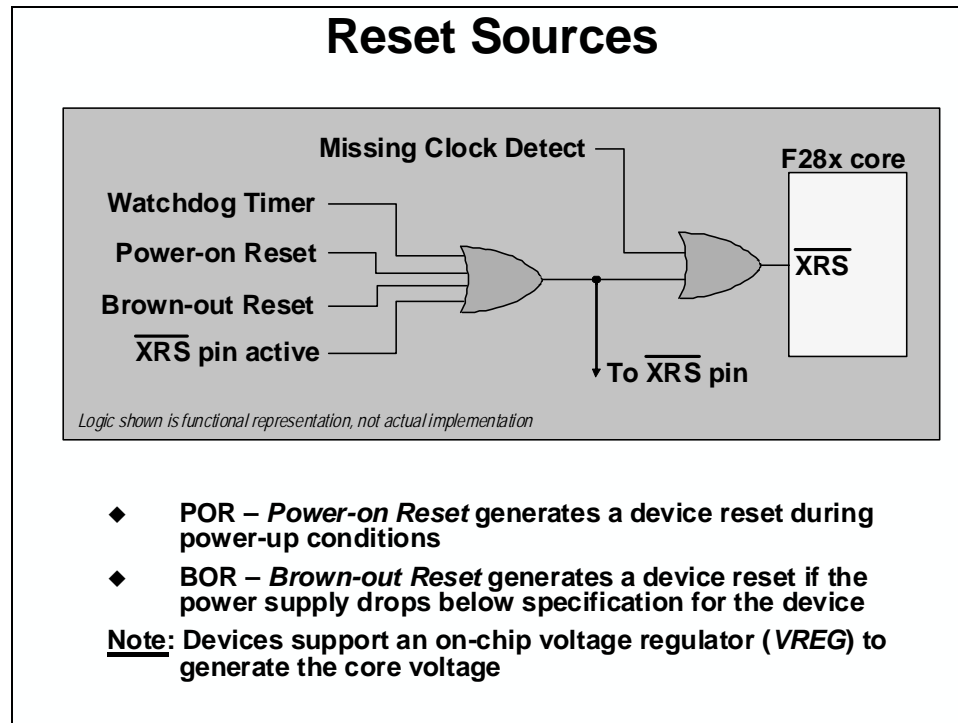 Reset Sources
Missing Clock Detect
F28x core
Watchdog Timer
Power-on Reset
Brown-out Reset
XRS pin active
XRS
To XRS pin
Logic shown is functional representation, not actual implementation
◆ POR – Power-on Reset generates a device reset during
power-up conditions
◆ BOR – Brown-out Reset generates a device reset if the
power supply drops below specification for the device
Note: Devices support an on-chip voltage regulator (VREG) to
generate the core voltage